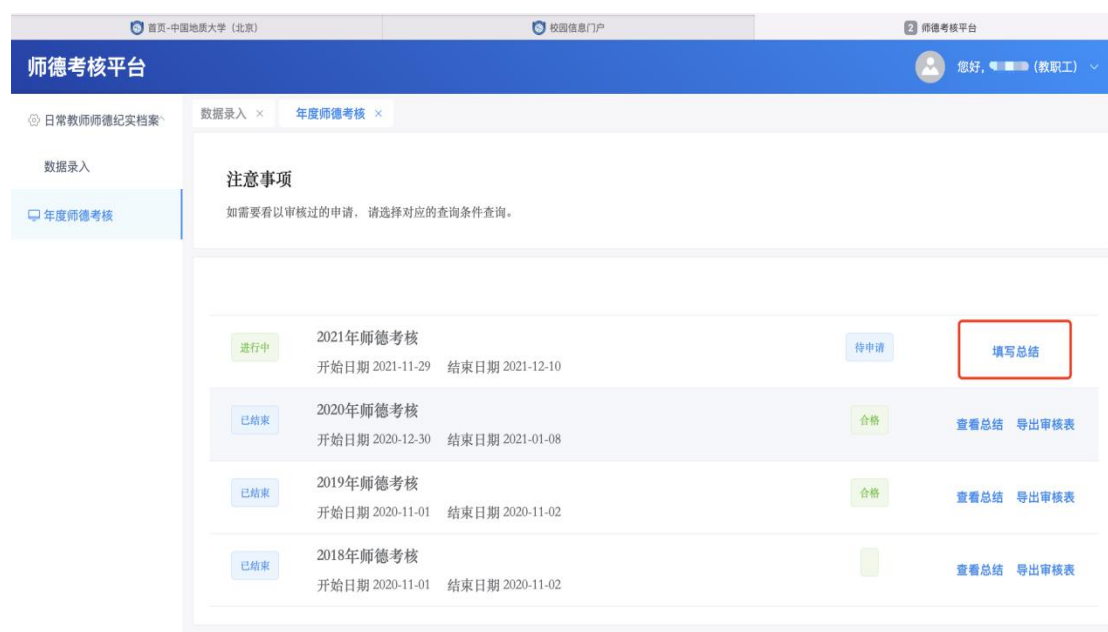 首页-中国地质大学（北京）
校园信息门户
2 师德考核平台
师德考核平台
您好,
(教职工)
日常教师师德纪实档案
数据录入 ×
年度师德考核 ×
数据录入
年度师德考核
注意事项
如需要看以审核过的申请，请选择对应的查询条件查询。
进行中
2021年师德考核
开始日期 2021-11-29 结束日期 2021-12-10
待申请
填写总结
已结束
2020年师德考核
开始日期 2020-12-30 结束日期 2021-01-08
合格
查看总结 导出审核表
已结束
2019年师德考核
开始日期 2020-11-01 结束日期 2020-11-02
合格
查看总结 导出审核表
已结束
2018年师德考核
开始日期 2020-11-01 结束日期 2020-11-02
查看总结 导出审核表